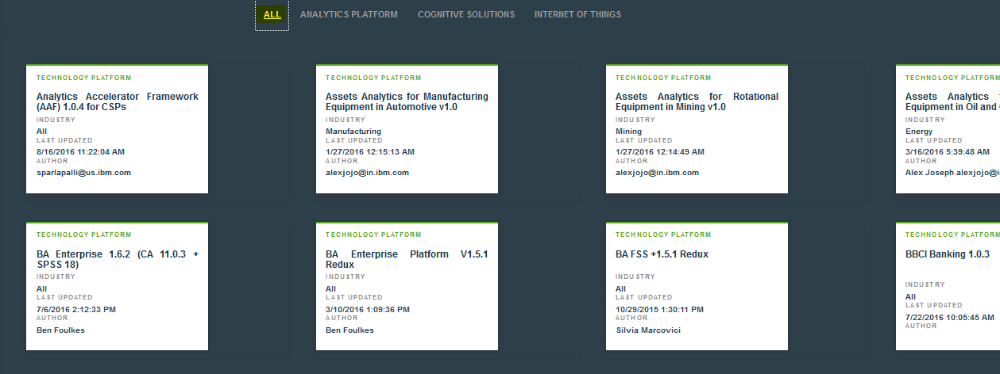 ALL ANALYTICS PLATFORM COGNITIVE SOLUTIONS INTERNET OF THINGS
TECHNOLOGY PLATFORM
Analytics Accelerator Framework
(AAF) 1.0.4 for CSPs
INDUSTRY
All
LAST UPDATED
8/16/2016 11:22:04 AM
AUTHOR
sparlapalli@us.ibm.com
TECHNOLOGY PLATFORM
Assets Analytics for Manufacturing
Equipment in Automotive v1.0
INDUSTRY
Manufacturing
LAST UPDATED
1/27/2016 12:15:13 AM
AUTHOR
alexjojo@in.ibm.com
TECHNOLOGY PLATFORM
Assets Analytics for Rotational
Equipment in Mining v1.0
INDUSTRY
Mining
LAST UPDATED
1/27/2016 12:14:49 AM
AUTHOR
alexjojo@in.ibm.com
TECHNOLOGY PLATFORM
Assets Analytics
Equipment in Oil and
INDUSTRY
Energy
LAST UPDATED
3/16/2016 5:39:48 AM
AUTHOR
Alex Joseph alexjojo@i
TECHNOLOGY PLATFORM
BA Enterprise 1.6.2 (CA 11.0.3 +
SPSS 18)
INDUSTRY
All
LAST UPDATED
7/6/2016 2:12:33 PM
AUTHOR
Ben Foulkes
TECHNOLOGY PLATFORM
BA Enterprise Platform V1.5.1
Redux
INDUSTRY
All
LAST UPDATED
3/10/2016 1:09:36 PM
AUTHOR
Ben Foulkes
TECHNOLOGY PLATFORM
BA FSS +1.5.1 Redux
INDUSTRY
All
LAST UPDATED
10/29/2015 1:30:11 PM
AUTHOR
Silvia Marcovici
TECHNOLOGY PLATFORM
BBCI Banking 1.0.3
INDUSTRY
All
LAST UPDATED
7/22/2016 10:05:45 AM
AUTHOR